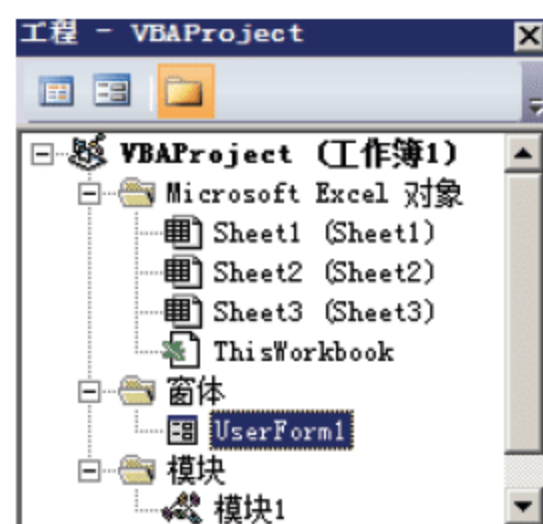 工程 - VBAProject
VBAProject (工作簿1)
Microsoft Excel 对象
Sheet1 (Sheet1)
Sheet2 (Sheet2)
Sheet3 (Sheet3)
ThisWorkbook
窗体
UserForm1
模块
模块1